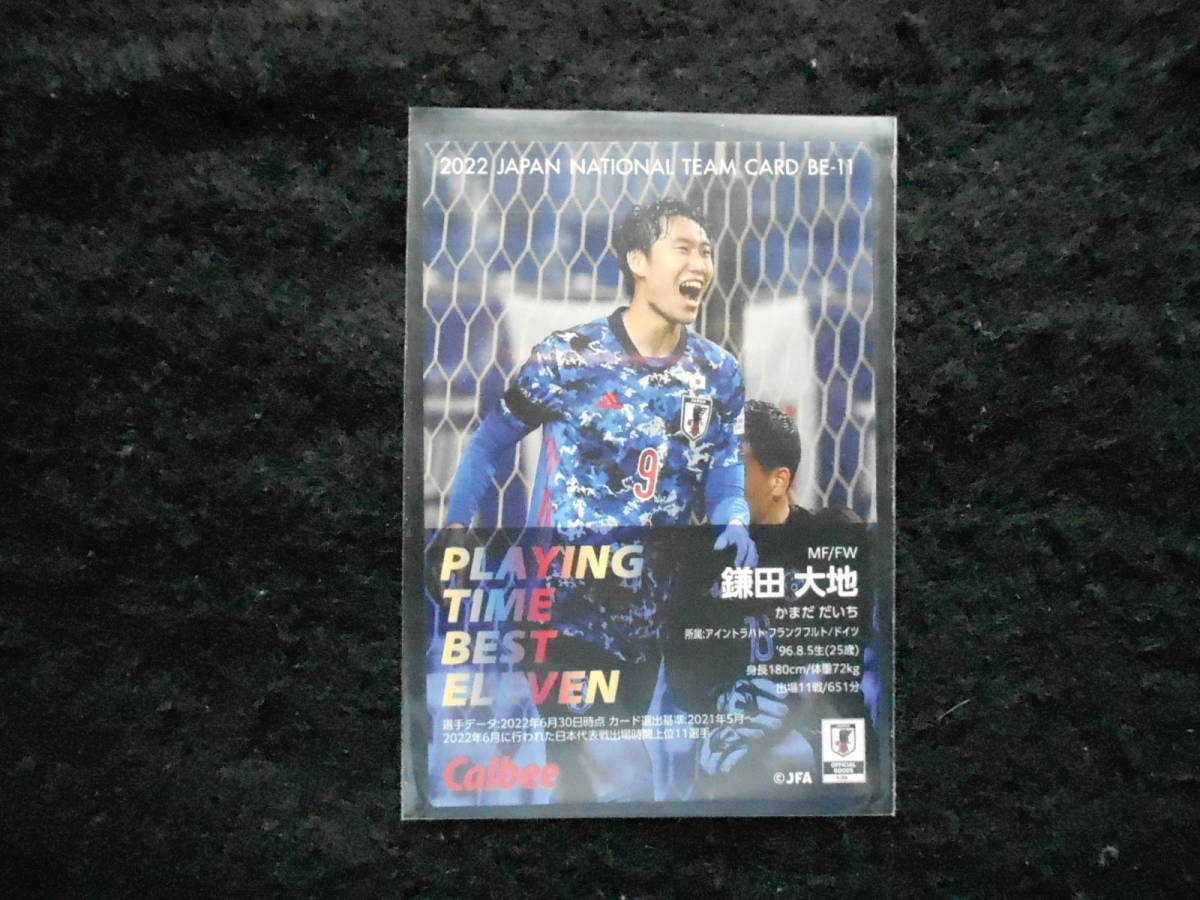 2022 JAPAN NATIONAL TEAM CARD BE-11
9
PLAYING
TIME
BEST
ELEVEN
MF/FW
鎌田 大地
かまだ だいち
所属:アイントラハト・フランクフルト/ドイツ
'96.8.5生(25歳)
身長180cm/体重72kg
出場11戦/651分
選手データ:2022年6月30日時点 カード選出基準:2021年5月〜
2022年6月に行われた日本代表戦出場時間上位11選手
Calbee
©JFA
OFFICIAL
GOODS